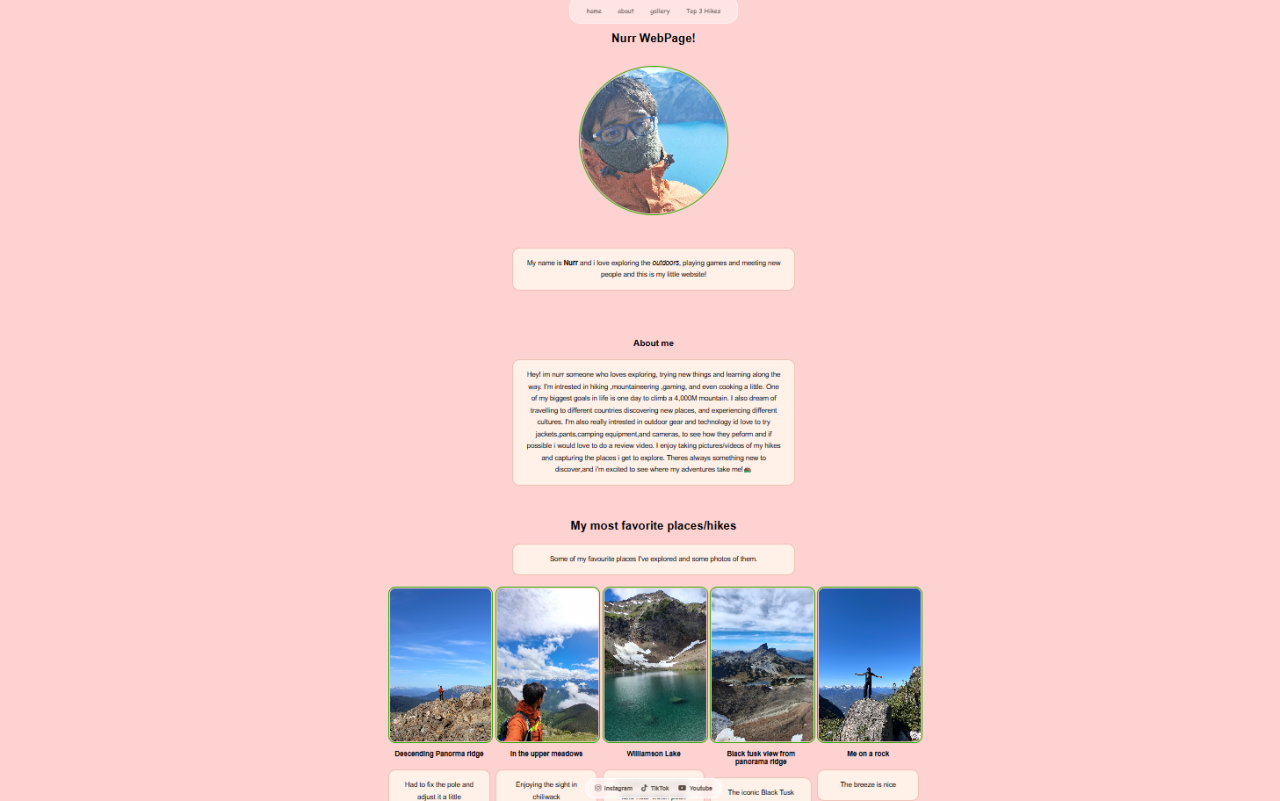 home about gallery Top 3 Hikes
Nurr WebPage!
My name is Nurr and i love exploring the outdoors, playing games and meeting new
people and this is my little website!
About me
Hey! im nurr someone who loves exploring, trying new things and learning along the
way. I'm intrested in hiking ,mountaineering ,gaming, and even cooking a little. One
of my biggest goals in life is one day to climb a 4,000M mountain. I also dream of
travelling to different countries discovering new places, and experiencing different
cultures. I'm also really intrested in outdoor gear and technology id love to try
jackets,pants,camping equipment,and cameras, to see how they peform and if
possible i would love to do a review video. I enjoy taking pictures/videos of my hikes
and capturing the places i get to explore. Theres always something new to
discover,and i'm excited to see where my adventures take me!
My most favorite places/hikes
Some of my favourite places I've explored and some photos of them.
Descending Panorma ridge
In the upper meadows
Williamson Lake
Black tusk view from
panorama ridge
Me on a rock
Had to fix the pole and
adjust it a little
Enjoying the sight in
chiliwack
The iconic Black Tusk
The breeze is nice
Instagram TikTok Youtube